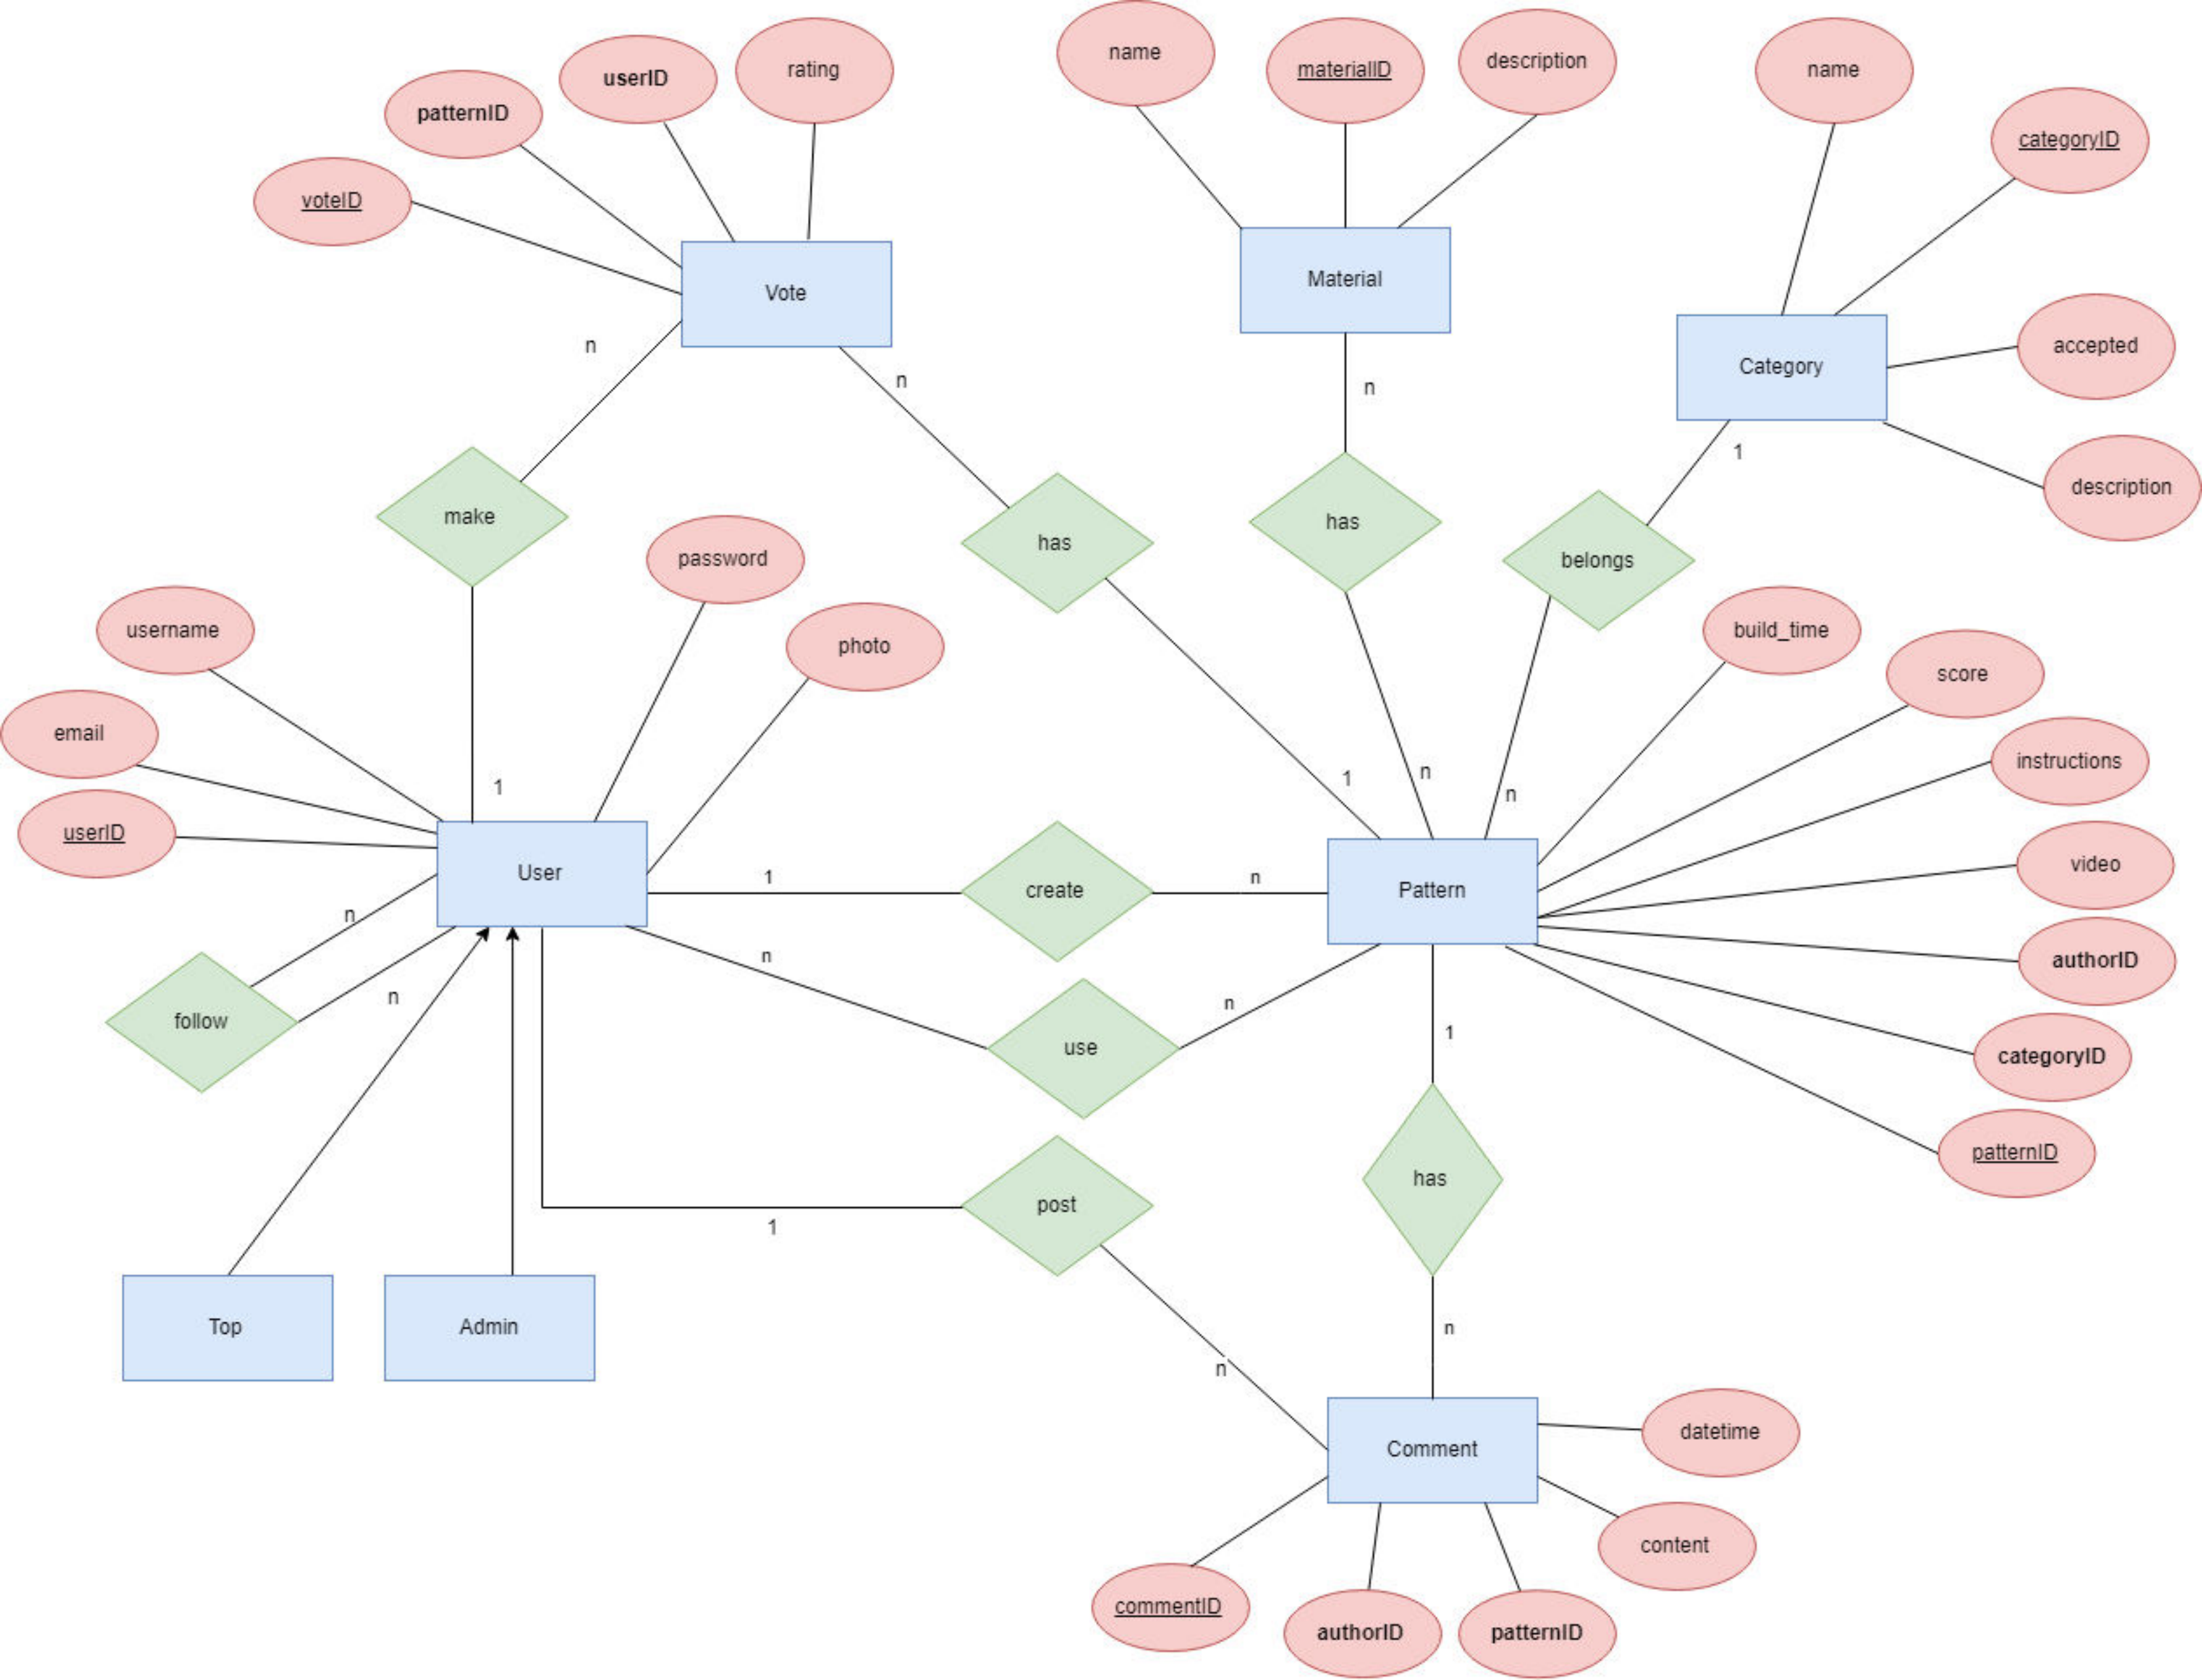 name
materialID
description
name
rating
userID
patternID
categoryID
voteID
Vote
Material
accepted
Category
n
n
n
1
description
make
has
has
belongs
password
username
photo
build_time
score
email
instructions
1
1
n
n
userID
User
1
create
n
Pattern
video
n
n
authorID
n
n
follow
use
1
categoryID
patternID
has
post
1
Top
Admin
n
n
Comment
datetime
content
commentID
authorID
patternID